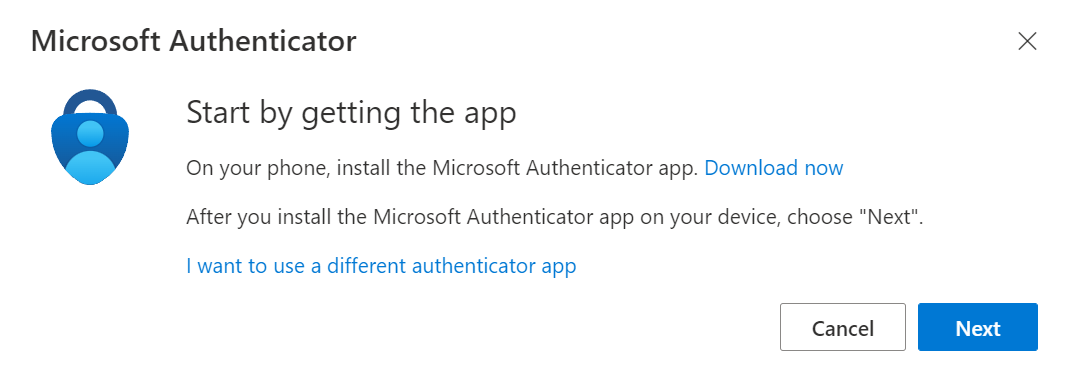 Microsoft Authenticator
Start by getting the app
On your phone, install the Microsoft Authenticator app. Download now
After you install the Microsoft Authenticator app on your device, choose "Next".
I want to use a different authenticator app
Cancel
Next